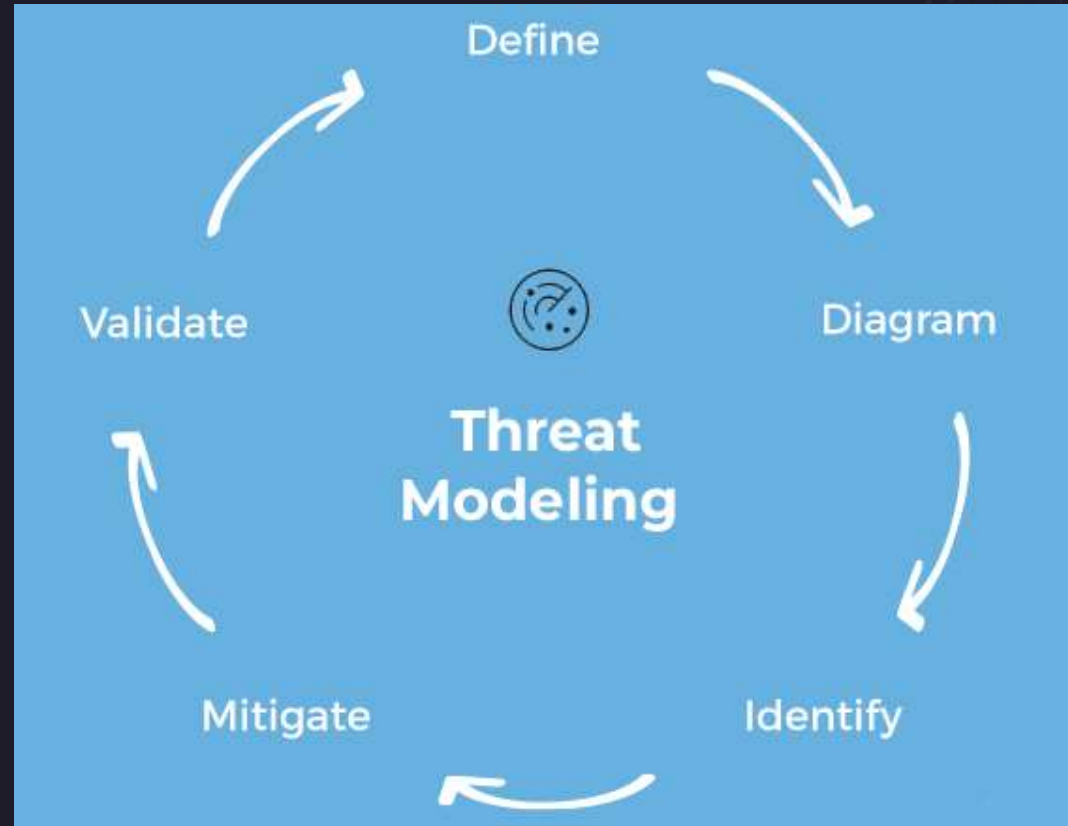 Define
Validate
Diagram
Threat
Modeling
Mitigate
Identify